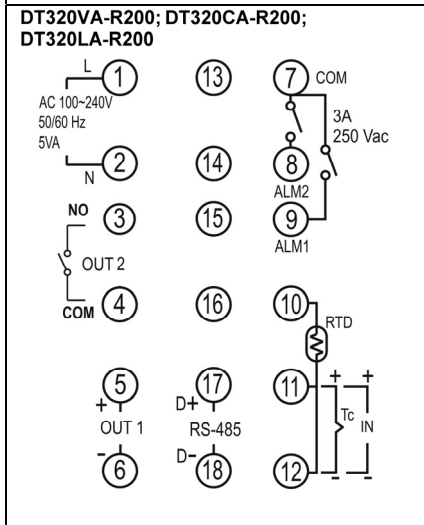 DT320VA-R200; DT320CA-R200;
DT320LA-R200
L 1 13 7 COM
AC 100~240V
50/60 Hz
5VA
3A
250 Vac
N 2 14 8
ALM2
NO 3 15 9
ALM1
OUT 2
COM 4 16 10
RTD
5 17 11 + +
+ D+
OUT 1 RS-485 Tc IN
- D-
6 18 12 - -